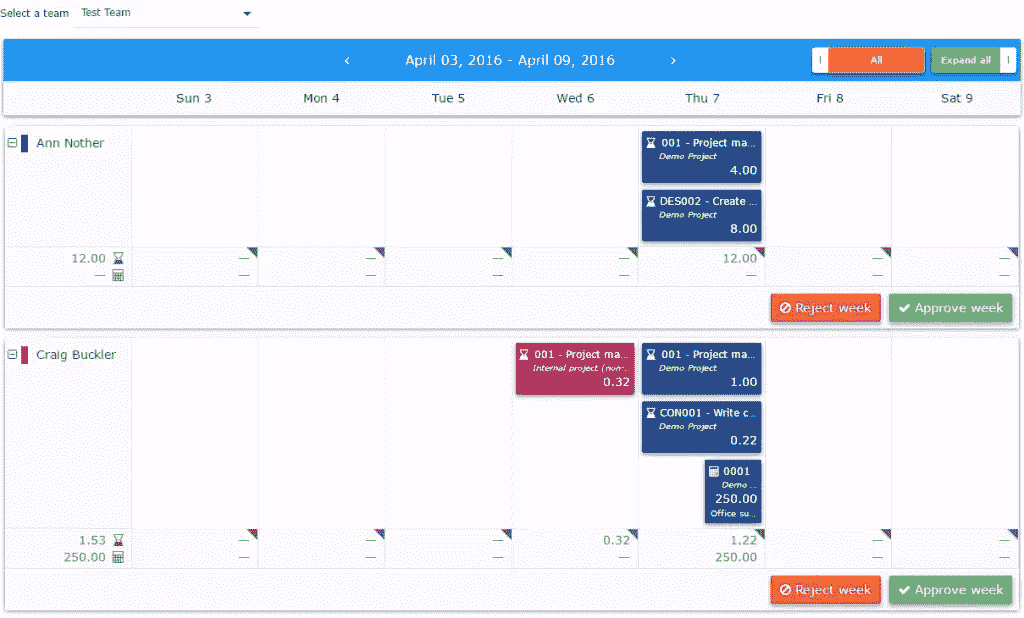 Select a team Test Team
April 03, 2016 - April 09, 2016 All Expand all
Sun 3 Mon 4 Tue 5 Wed 6 Thu 7 Fri 8 Sat 9
Ann Nother
001 - Project ma...
Demo Project
4.00
DES002 - Create ...
Demo Project
8.00
12.00 — — — — 12.00 — —
— — — — — — — —
Reject week Approve week
Craig Buckler
001 - Project ma...
Internal project (non-...
0.32
001 - Project ma...
Demo Project
1.00
CON001 - Write c...
Demo Project
0.22
0001
Demo ...
250.00
Office su...
1.53 — — — 0.32 1.22 — —
250.00 — — — — 250.00 — —
Reject week Approve week